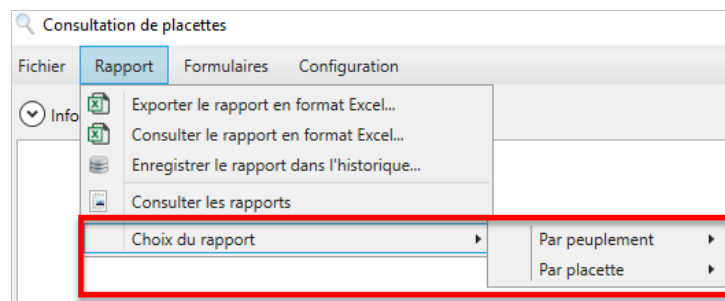 Consultation de placettes
Fichier Rapport Formulaires Configuration
Info
Exporter le rapport en format Excel...
Consulter le rapport en format Excel...
Enregistrer le rapport dans l'historique...
Consulter les rapports
Choix du rapport
Par peuplement
Par placette